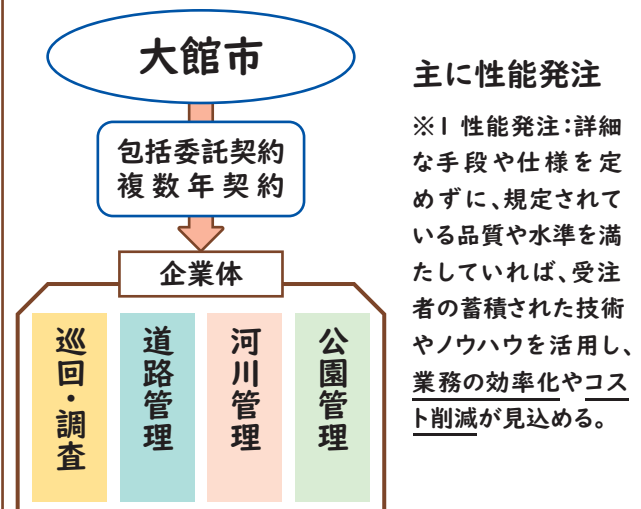 大館市
包括委託契約
複数年契約
企業体
巡回・調査
道路管理
河川管理
公園管理
主に性能発注
※1 性能発注:詳細
な手段や仕様を定
めずに、規定されて
いる品質や水準を満
たしていれば、受注
者の蓄積された技術
やノウハウを活用し、
業務の効率化やコス
ト削減が見込める。